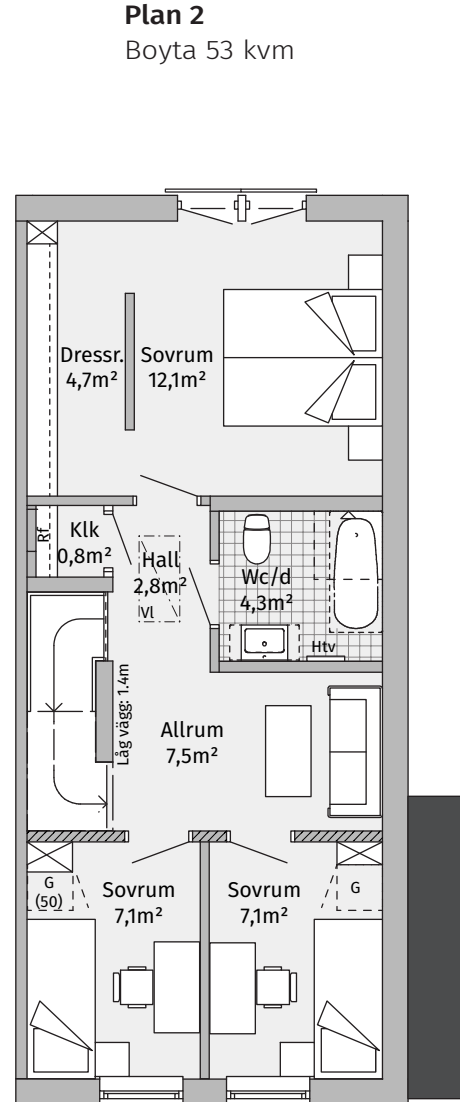 Plan 2
Boyta 53 kvm
Dressr.
4,7m²
Sovrum
12,1m²
Rf
Klk
0,8m²
Hall
2,8m²
Vl
Wc/d
4,3m²
Htv
Låg vägg: 1.4m
Allrum
7,5m²
G
(50)
Sovrum
7,1m²
Sovrum
7,1m²
G